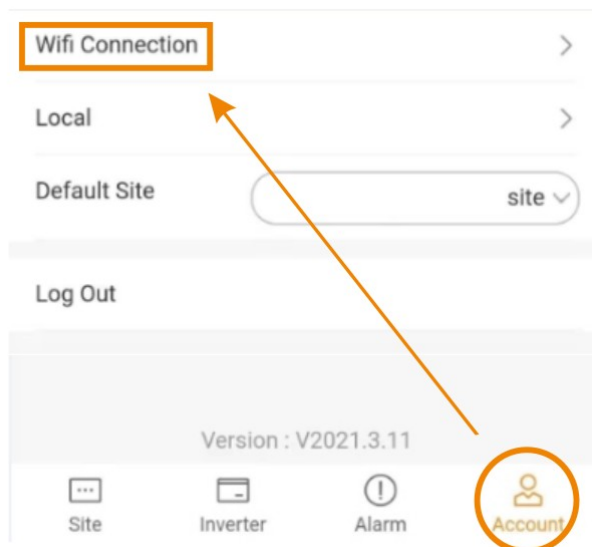 Wifi Connection
Local
Default Site
site
Log Out
Version : V2021.3.11
Site
Inverter
Alarm
Account